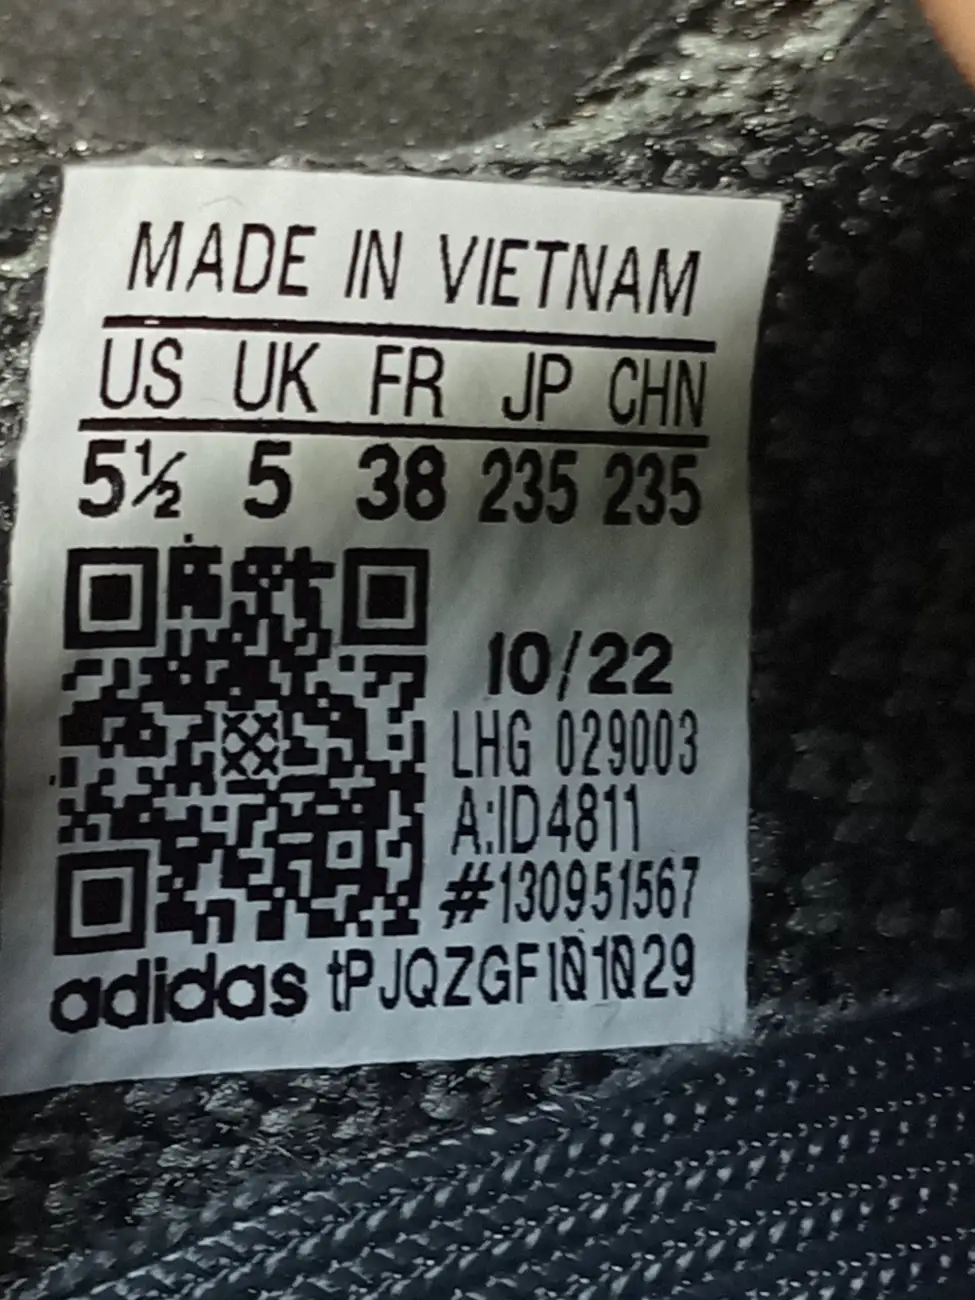 MADE IN VIETNAM
US UK FR JP CHN
5½ 5 38 235 235
10/22
LHG 029003
A:ID4811
#130951567
adidas tPJQZGF101029